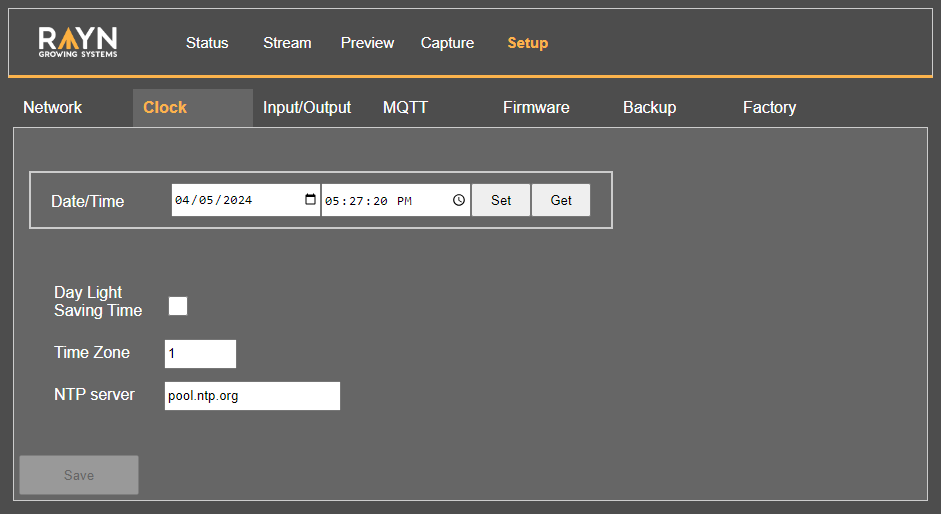 RAYN
GROWING SYSTEMS
Status Stream Preview Capture Setup
Network Clock Input/Output MQTT Firmware Backup Factory
Date/Time 04/05/2024 05:27:20 PM Set Get
Day Light
Saving Time
Time Zone 1
NTP server pool.ntp.org
Save